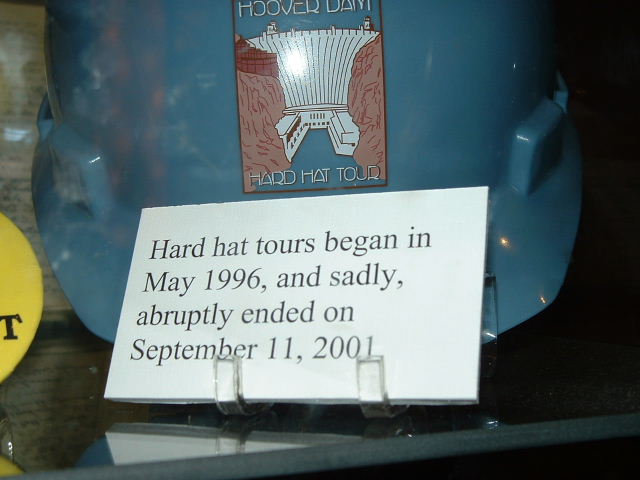 HOOVER DAM
HARD HAT TOUR
Hard hat tours began in
May 1996, and sadly,
abruptly ended on
September 11, 2001
T